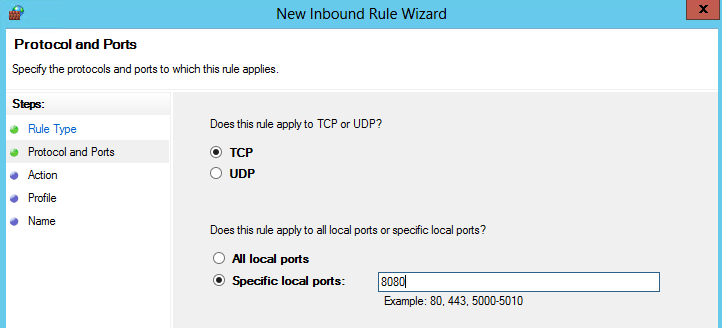 New Inbound Rule Wizard
x
Protocol and Ports
Specify the protocols and ports to which this rule applies.
Steps:
Rule Type
Protocol and Ports
Action
Profile
Name
Does this rule apply to TCP or UDP?
TCP
UDP
Does this rule apply to all local ports or specific local ports?
All local ports
Specific local ports:
8080
Example: 80, 443, 5000-5010